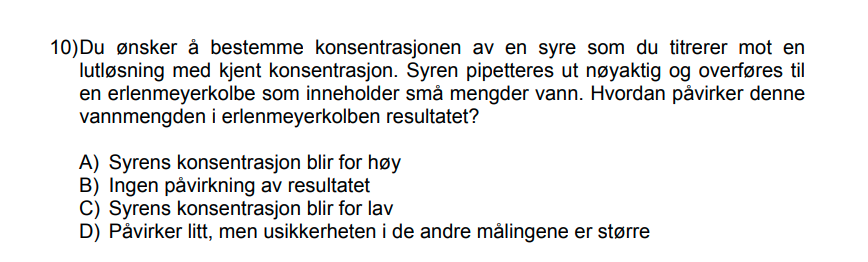 10)Du ønsker å bestemme konsentrasjonen av en syre som du titrerer mot en
lutløsning med kjent konsentrasjon. Syren pipetteres ut nøyaktig og overføres til
en erlenmeyerkolbe som inneholder små mengder vann. Hvordan påvirker denne
vannmengden i erlenmeyerkolben resultatet?
A) Syrens konsentrasjon blir for høy
B) Ingen påvirkning av resultatet
C) Syrens konsentrasjon blir for lav
D) Påvirker litt, men usikkerheten i de andre målingene er større